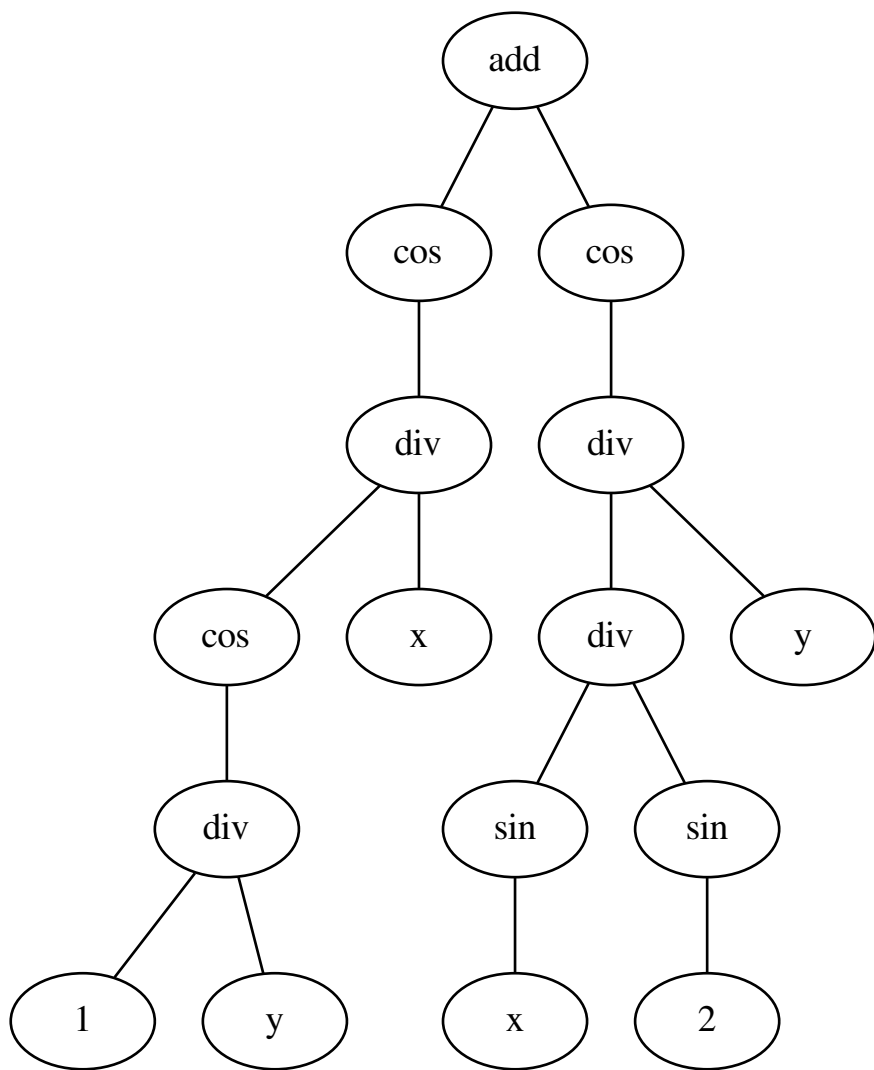 add
cos cos
div div
cos x div y
div sin sin
1 y x 2